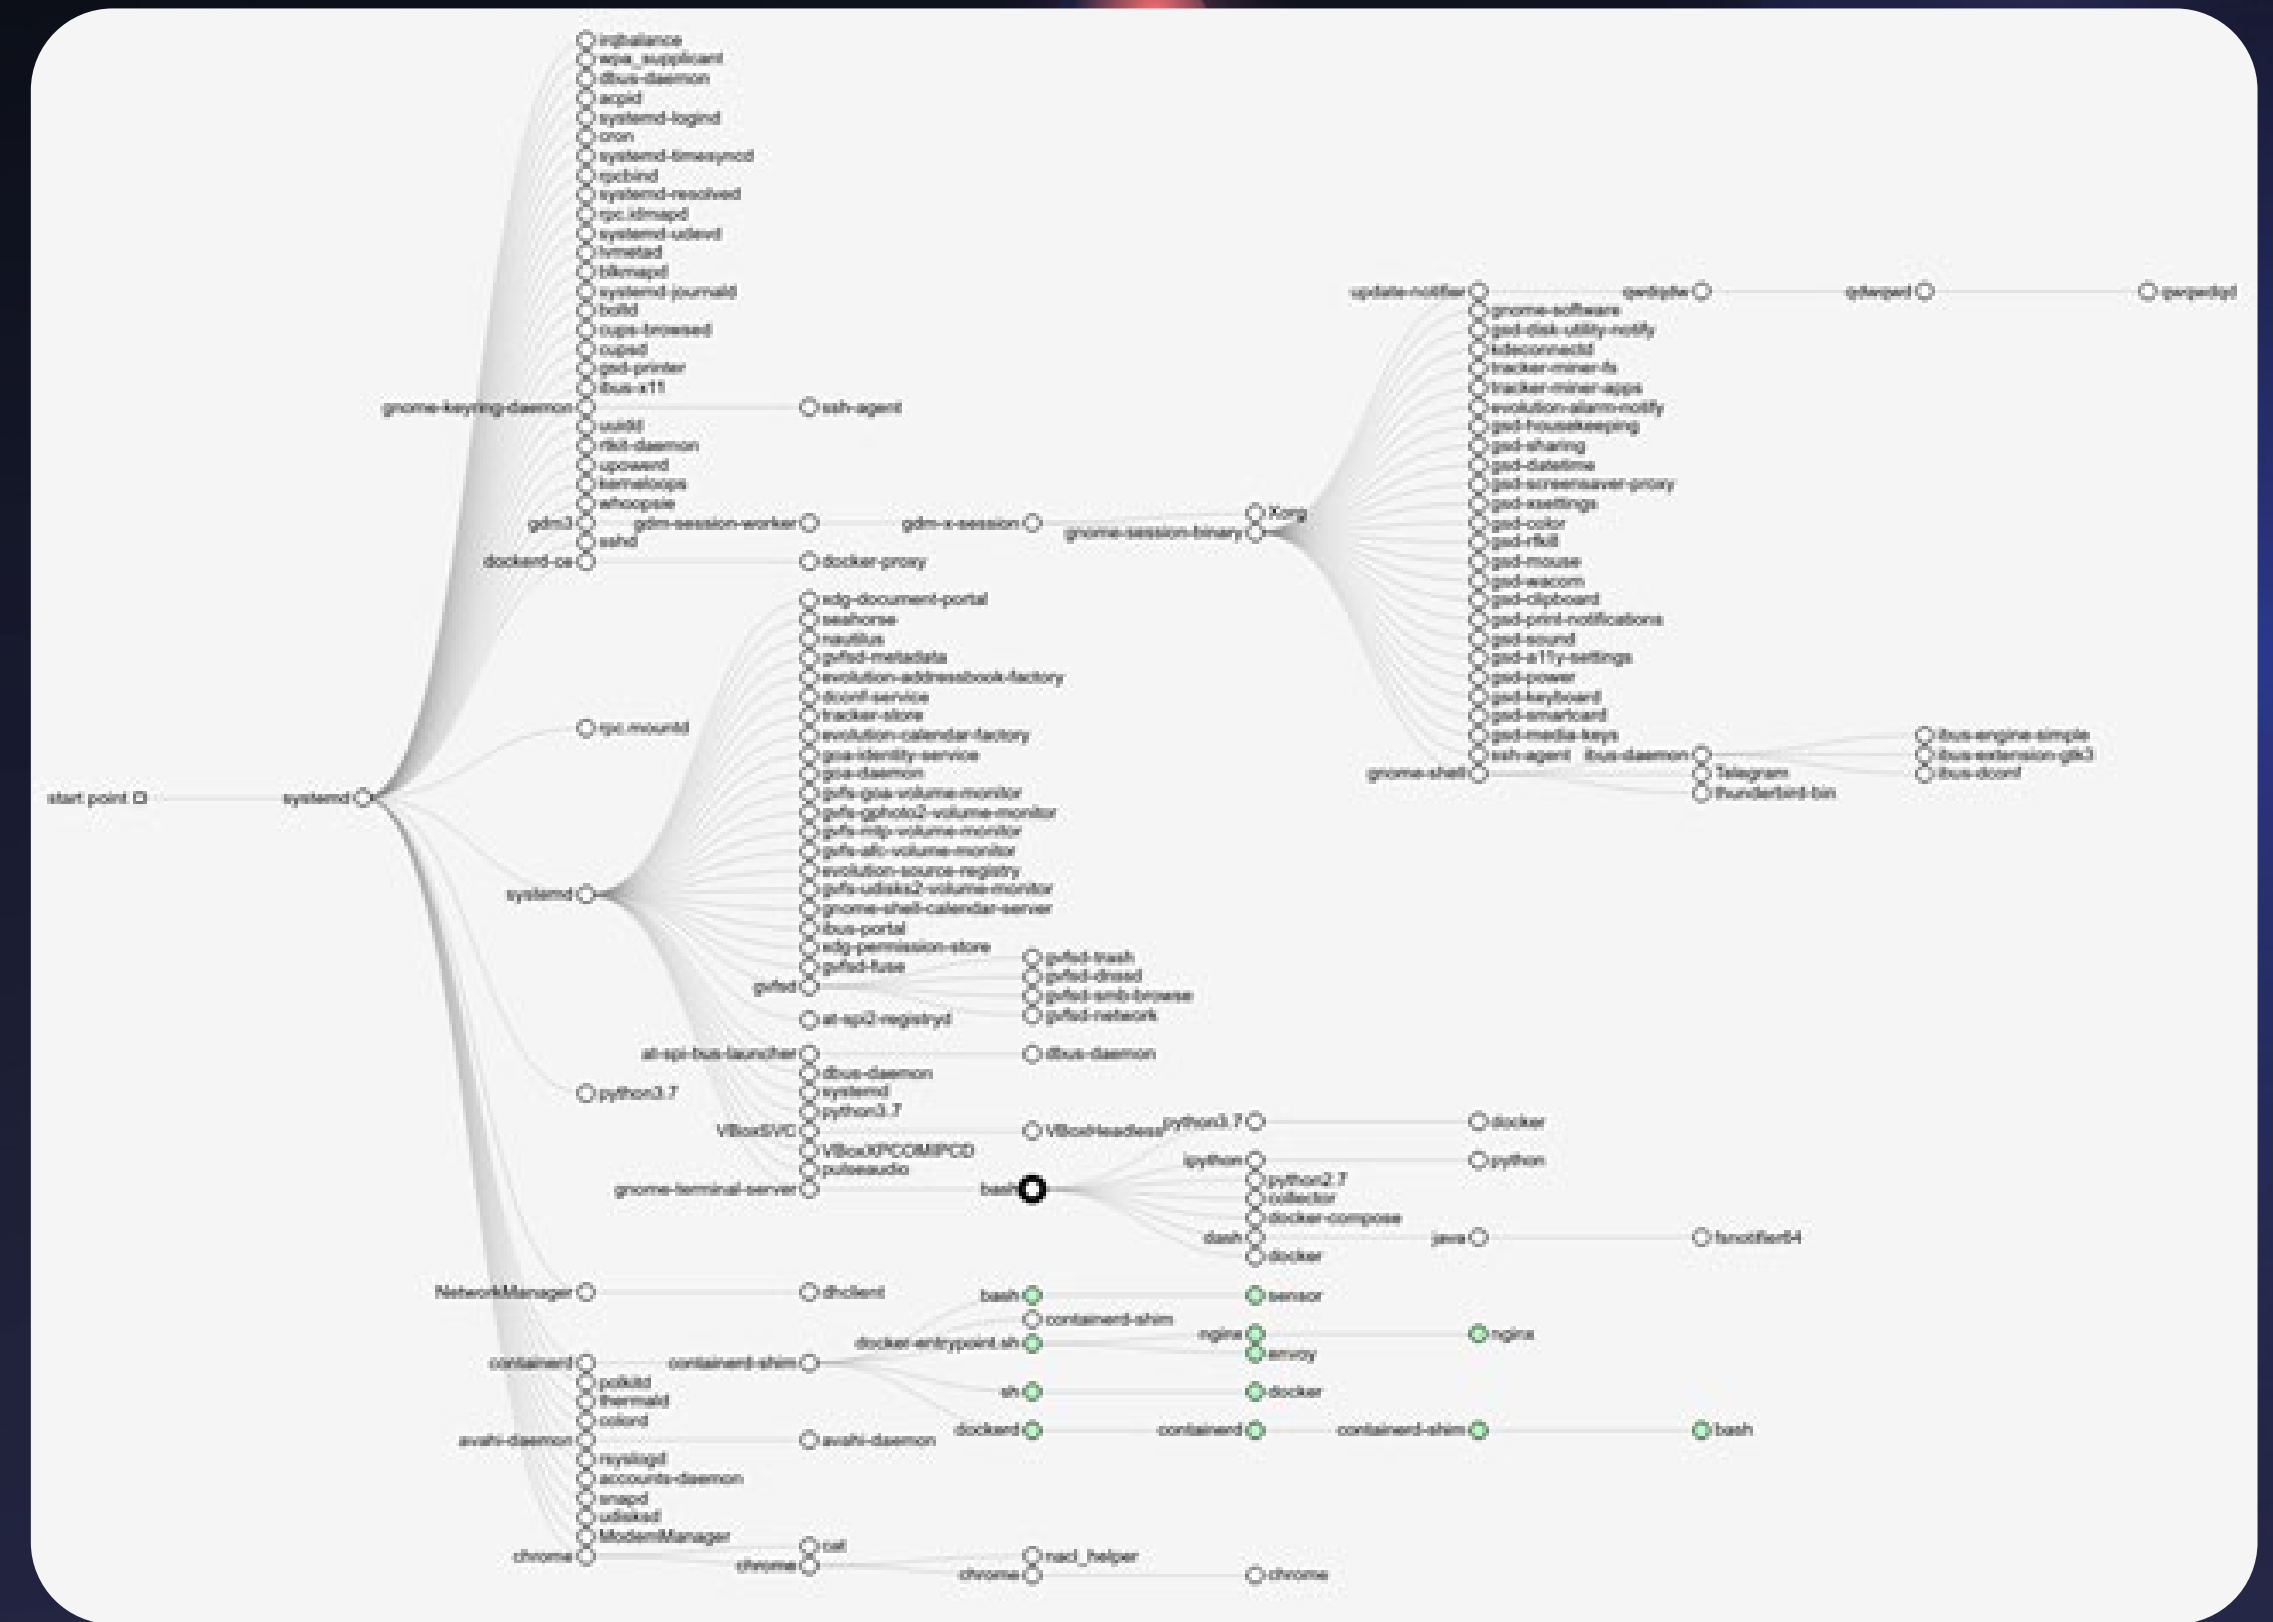 irqbalance
wpa_supplicant
dbus-daemon
acpid
systemd-logind
cron
systemd-timesyncd
rpcbind
systemd-resolved
rpc.idmapd
systemd-udevd
lvmetad
blkmapd
systemd-journald
boltd
cups-browsed
cupsd
gsd-printer
ibus-x11
gnome-keyring-daemon
ssh-agent
uuidd
rtkit-daemon
upowerd
kerneloops
whoopsie
gdm3
gdm-session-worker
gdm-x-session
Xorg
gnome-session-binary
sshd
dockerd-ce
docker-proxy
update-notifier
gnome-software
gsd-disk-utility-notify
kdeconnectd
tracker-miner-fs
tracker-miner-apps
evolution-alarm-notify
gsd-housekeeping
gsd-sharing
gsd-datetime
gsd-screensaver-proxy
gsd-xsettings
gsd-color
gsd-rfkill
gsd-mouse
gsd-wacom
gsd-clipboard
gsd-print-notifications
gsd-sound
gsd-a11y-settings
gsd-power
gsd-keyboard
gsd-smartcard
gsd-media-keys
ssh-agent
ibus-daemon
ibus-engine-simple
ibus-extension-gtk3
ibus-dconf
gnome-shell
Telegram
thunderbird-bin
rpc.mountd
start point
systemd
systemd
xdg-document-portal
seahorse
nautilus
gvfsd-metadata
evolution-addressbook-factory
dconf-service
tracker-store
evolution-calendar-factory
goa-identity-service
goa-daemon
gvfs-goa-volume-monitor
gvfs-gphoto2-volume-monitor
gvfs-mtp-volume-monitor
gvfs-afc-volume-monitor
evolution-source-registry
gvfs-udisks2-volume-monitor
gnome-shell-calendar-server
ibus-portal
xdg-permission-store
gvfsd-fuse
gvfsd
gvfsd-trash
gvfsd-dnssd
gvfsd-smb-browse
gvfsd-network
at-spi2-registryd
at-spi-bus-launcher
dbus-daemon
dbus-daemon
systemd
python3.7
python3.7
VBoxSVC
VBoxHeadless
VBoxXPCOMIPCD
pulseaudio
gnome-terminal-server
bash
python3.7
docker
ipython
python
python2.7
collector
docker-compose
dash
java
fsnotifier64
docker
NetworkManager
dhclient
containerd
containerd-shim
bash
sensor
containerd-shim
docker-entrypoint.sh
nginx
nginx
envoy
sh
docker
dockerd
containerd
containerd-shim
bash
polkitd
thermald
colord
avahi-daemon
avahi-daemon
rsyslogd
accounts-daemon
snapd
udisksd
ModemManager
chrome
cat
chrome
nacl_helper
chrome
chrome